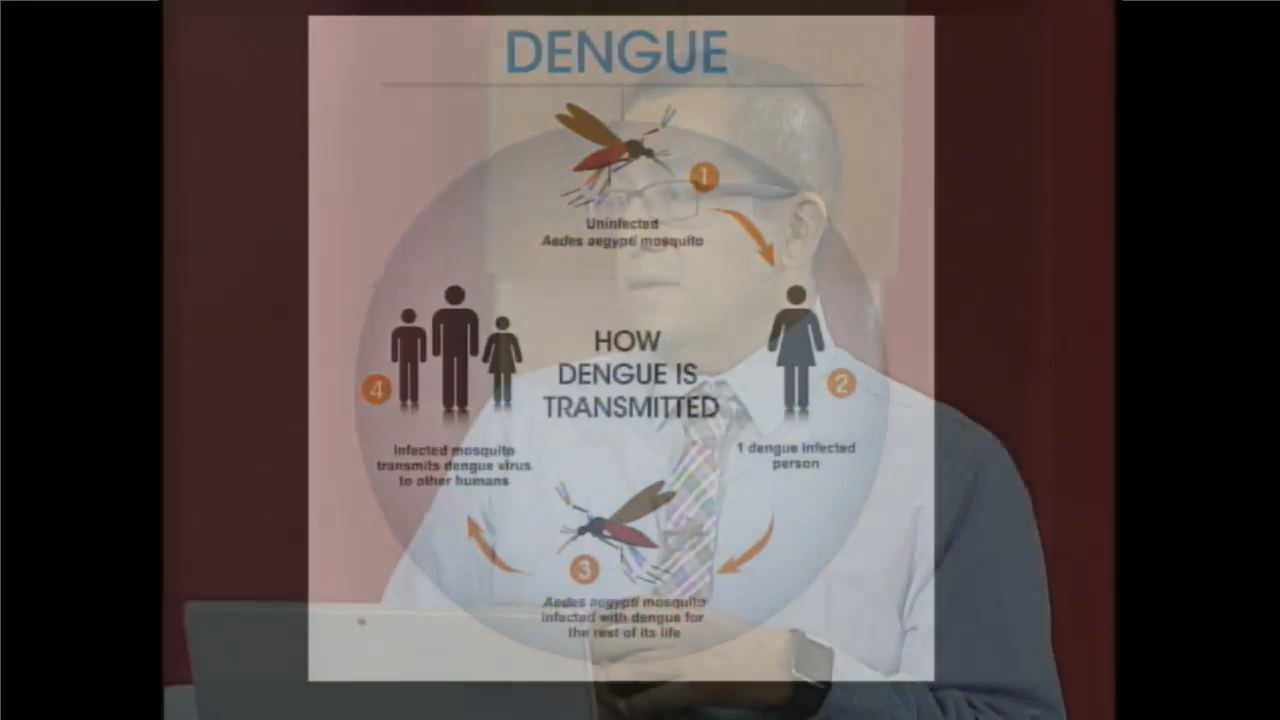 DENGUE
1
Uninfected
Aedes aegypti mosquito
HOW
DENGUE IS
TRANSMITTED
2
1 dengue infected
person
3
Aedes aegypti mosquito
infected with dengue for
the rest of its life
4
Infected mosquito
transmits dengue virus
to other humans